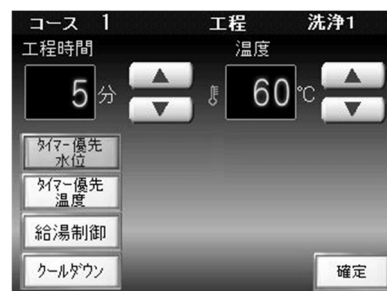 コース 1 工程 洗浄1
工程時間 温度
5分 60℃
タイマー優先
水位
タイマー優先
温度
給湯制御
クールダウン
確定